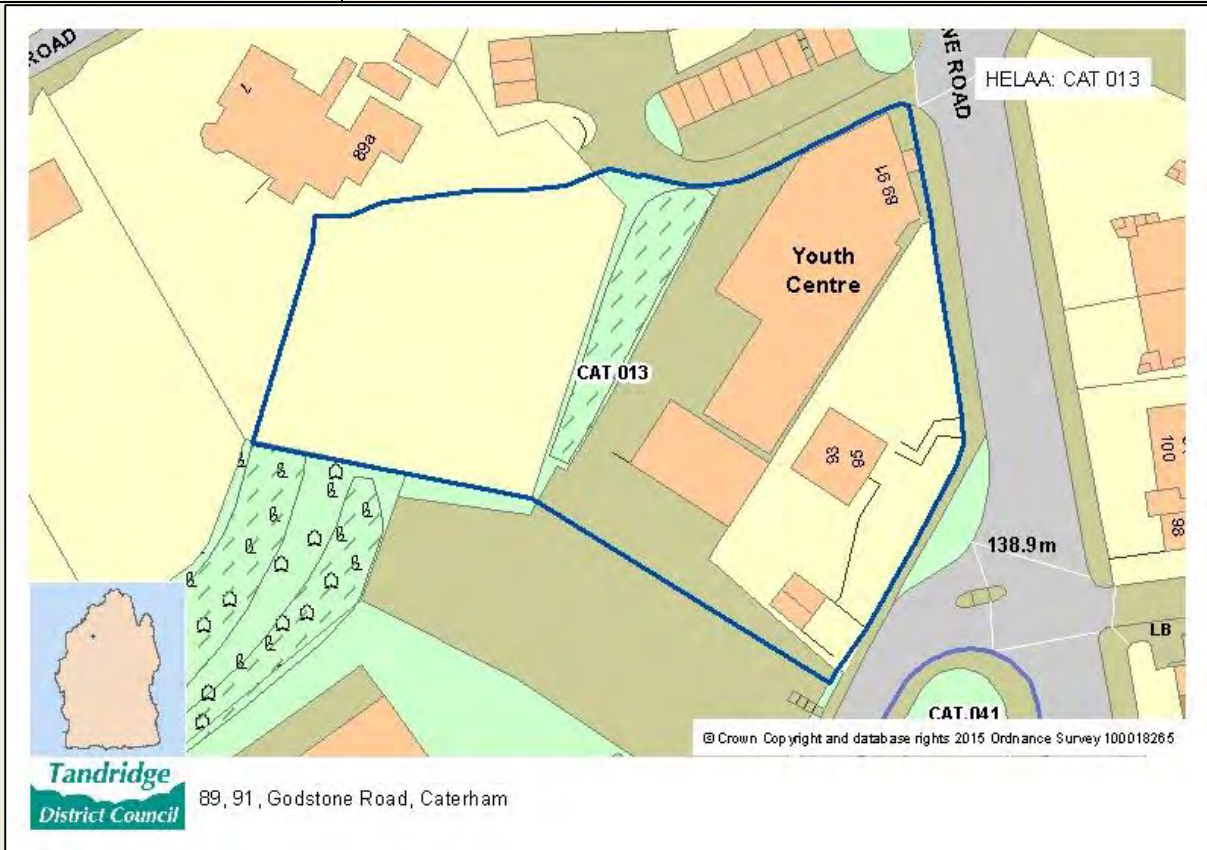 ROAD
NE ROAD
HELAA: CAT 013
7
89a
89 91
Youth
Centre
CAT 013
93
95
100
98
138.9m
LB
CAT 041
© Crown Copyright and database rights 2015 Ordnance Survey 100018265
Tandridge
District Council
89, 91, Godstone Road, Caterham